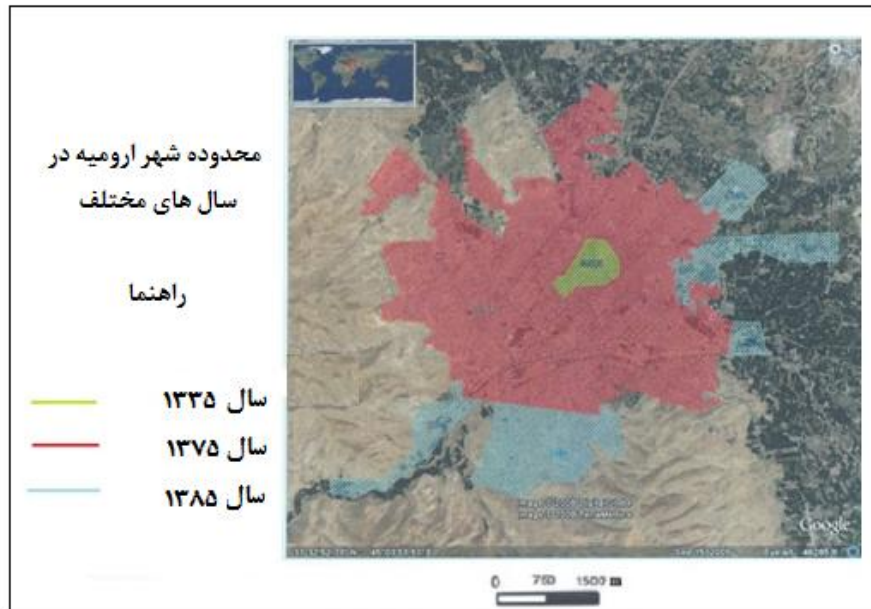 محدوده شهر ارومیه در
سال های مختلف
راهنما
سال ۱۳۳۵
سال ۱۳۷۵
سال ۱۳۸۵
Google
0 750 1500 m